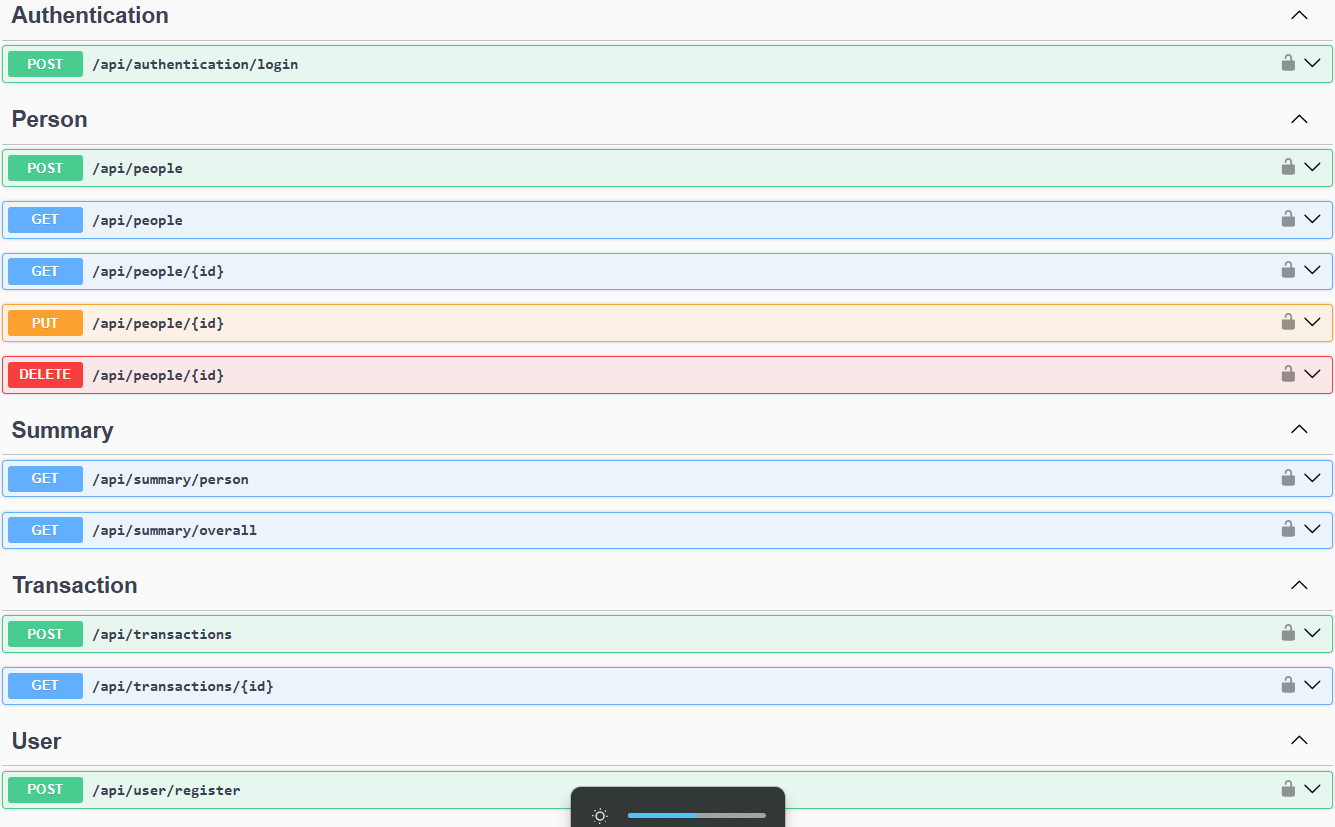 Authentication
POST /api/authentication/login
Person
POST /api/people
GET /api/people
GET /api/people/{id}
PUT /api/people/{id}
DELETE /api/people/{id}
Summary
GET /api/summary/person
GET /api/summary/overall
Transaction
POST /api/transactions
GET /api/transactions/{id}
User
POST /api/user/register